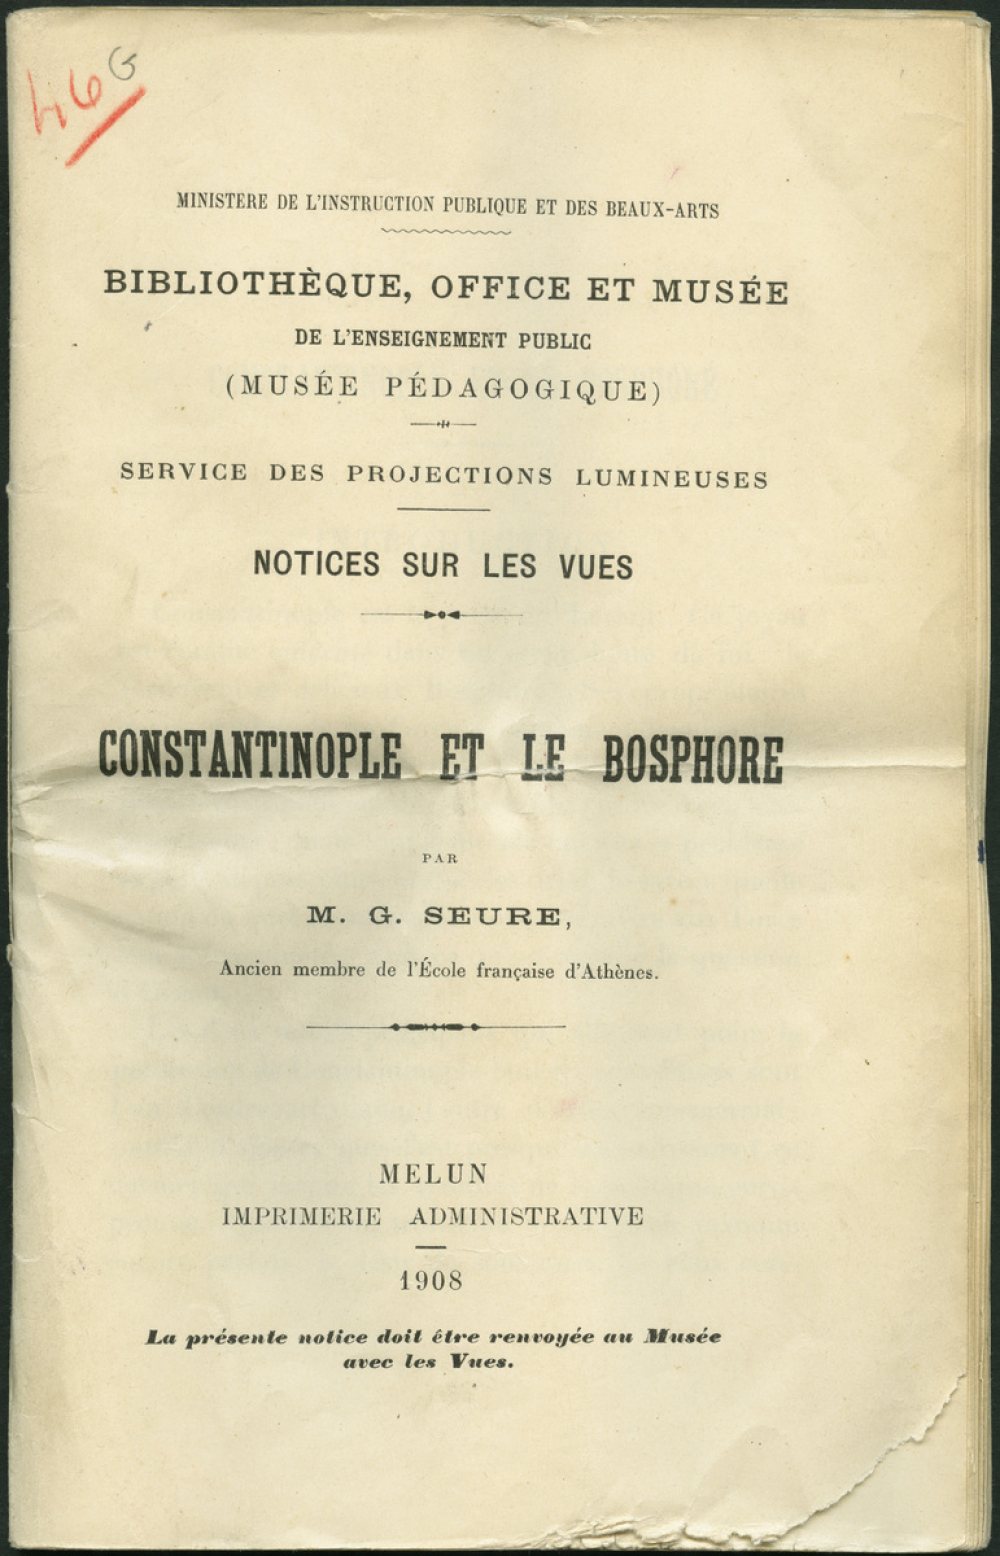 46 G
MINISTERE DE L'INSTRUCTION PUBLIQUE ET DES BEAUX-ARTS
BIBLIOTHÈQUE, OFFICE ET MUSÉE
DE L'ENSEIGNEMENT PUBLIC
(MUSÉE PÉDAGOGIQUE)
SERVICE DES PROJECTIONS LUMINEUSES
NOTICES SUR LES VUES
CONSTANTINOPLE ET LE BOSPHORE
PAR
M. G. SEURE,
Ancien membre de l'École française d'Athènes.
MELUN
IMPRIMERIE ADMINISTRATIVE
1908
La présente notice doit être renvoyée au Musée
avec les Vues.